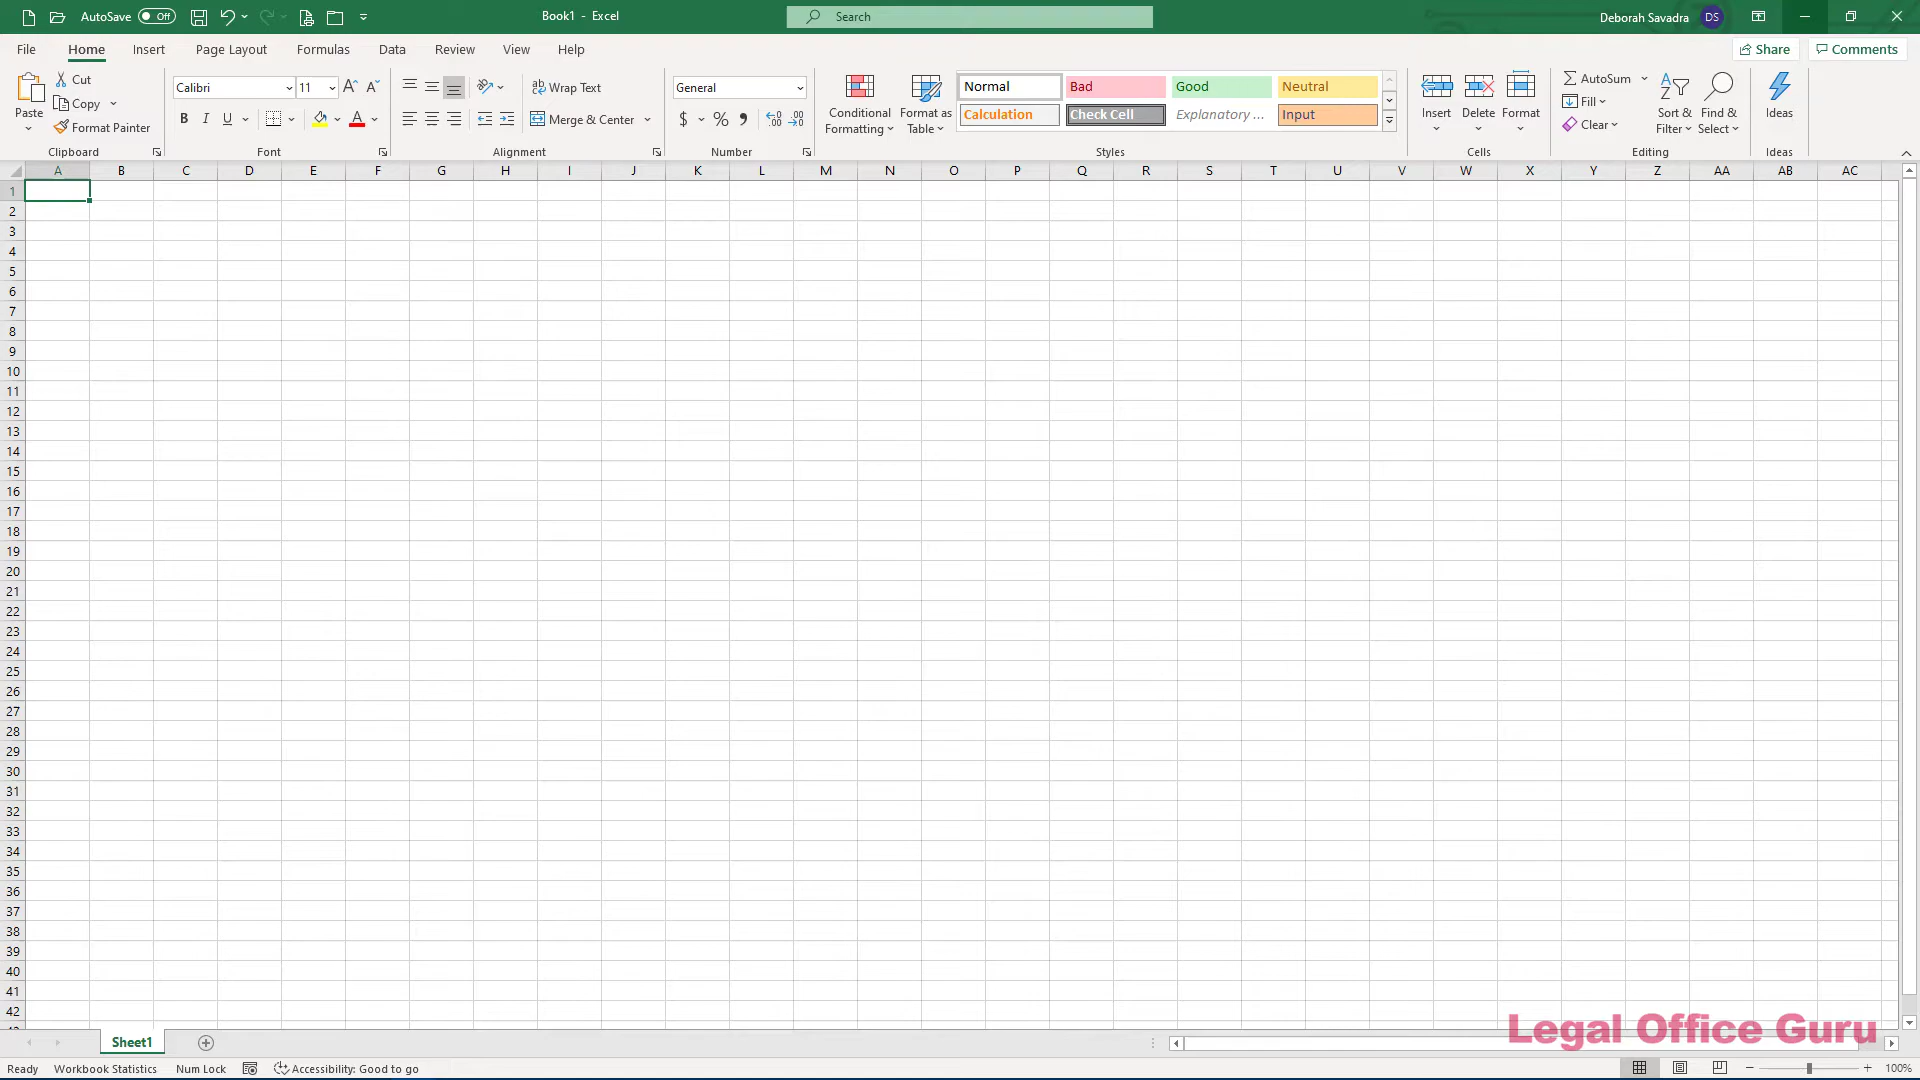 AutoSave Off Book1 - Excel Search Deborah Savadra DS
File Home Insert Page Layout Formulas Data Review View Help Share Comments
Paste Cut Copy Format Painter Clipboard
Calibri 11 B I U A Font
Wrap Text Merge & Center Alignment
General $ % Number
Conditional Formatting Format as Table Normal Bad Good Neutral
Calculation Check Cell Explanatory ... Input Styles
Insert Delete Format Cells
AutoSum Fill Clear Sort & Filter Find & Select Editing
Ideas Ideas
A B C D E F G H I J K L M N O P Q R S T U V W X Y Z AA AB AC
1
2
3
4
5
6
7
8
9
10
11
12
13
14
15
16
17
18
19
20
21
22
23
24
25
26
27
28
29
30
31
32
33
34
35
36
37
38
39
40
41
42
Legal Office Guru
Sheet1
Ready Workbook Statistics Num Lock Accessibility: Good to go 100%